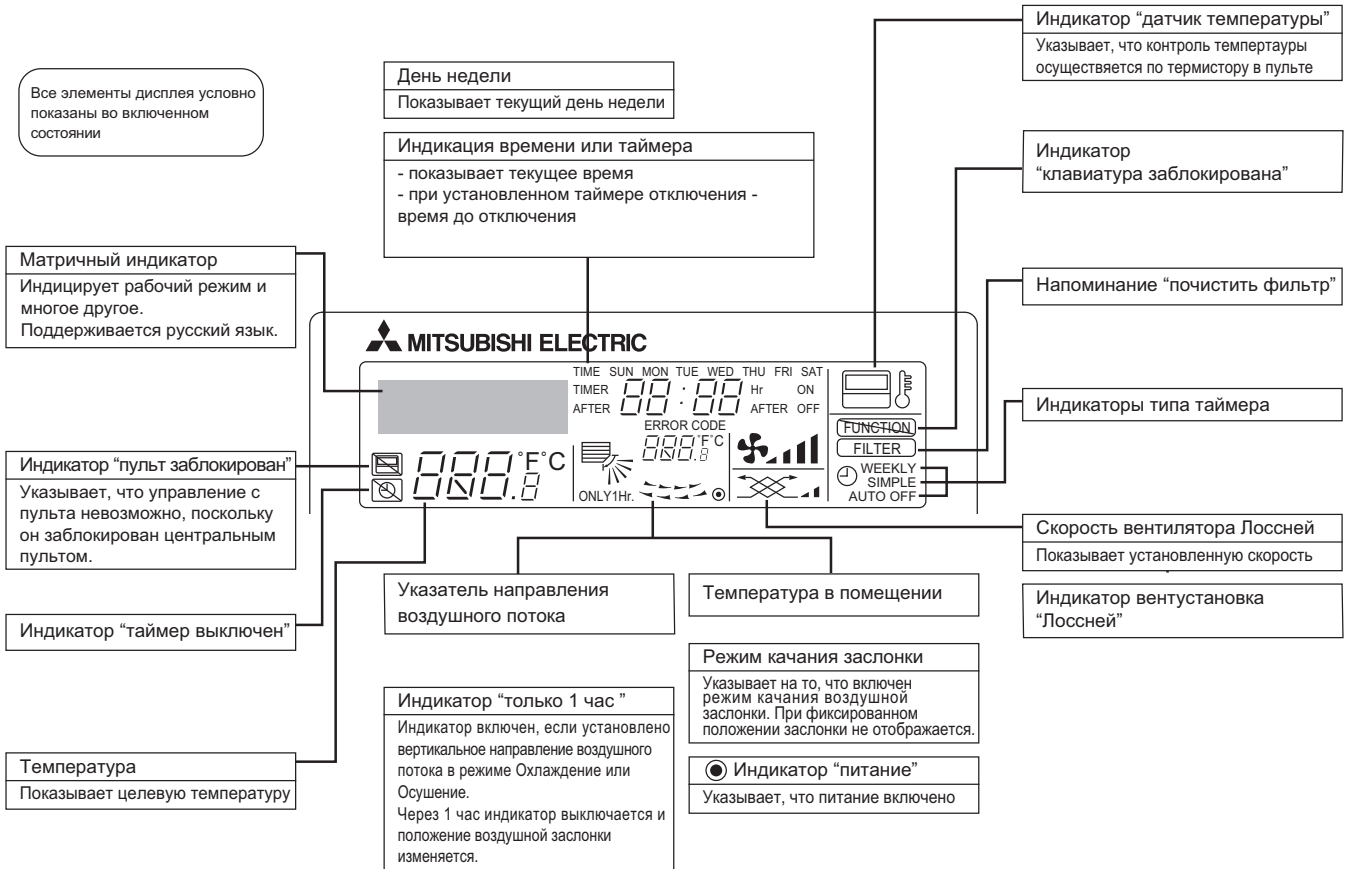 Все элементы дисплея условно
показаны во включенном
состоянии
День недели
Показывает текущий день недели
Индикация времени или таймера
- показывает текущее время
- при установленном таймере отключения -
время до отключения
Индикатор “датчик температуры”
Указывает, что контроль темпертауры
осуществяется по термистору в пульте
Индикатор
“клавиатура заблокирована”
Напоминание “почистить фильтр”
Индикаторы типа таймера
Скорость вентилятора Лоссней
Показывает установленную скорость
Индикатор вентустановка
“Лоссней”
Матричный индикатор
Индицирует рабочий режим и
многое другое.
Поддерживается русский язык.
Индикатор “пульт заблокирован”
Указывает, что управление с
пульта невозможно, поскольку
он заблокирован центральным
пультом.
Индикатор “таймер выключен”
Температура
Показывает целевую температуру
MITSUBISHI ELECTRIC
TIME SUN MON TUE WED THU FRI SAT
TIMER 88:88 Hr ON
AFTER AFTER OFF
ERROR CODE
888.8 °F°C
888.8 °F°C
ONLY1Hr.
FUNCTION
FILTER
WEEKLY
SIMPLE
AUTO OFF
Указатель направления
воздушного потока
Температура в помещении
Индикатор “только 1 час ”
Индикатор включен, если установлено
вертикальное направление воздушного
потока в режиме Охлаждение или
Осушение.
Через 1 час индикатор выключается и
положение воздушной заслонки
изменяется.
Режим качания заслонки
Указывает на то, что включен
режим качания воздушной
заслонки. При фиксированном
положении заслонки не отображается.
Индикатор “питание”
Указывает, что питание включено